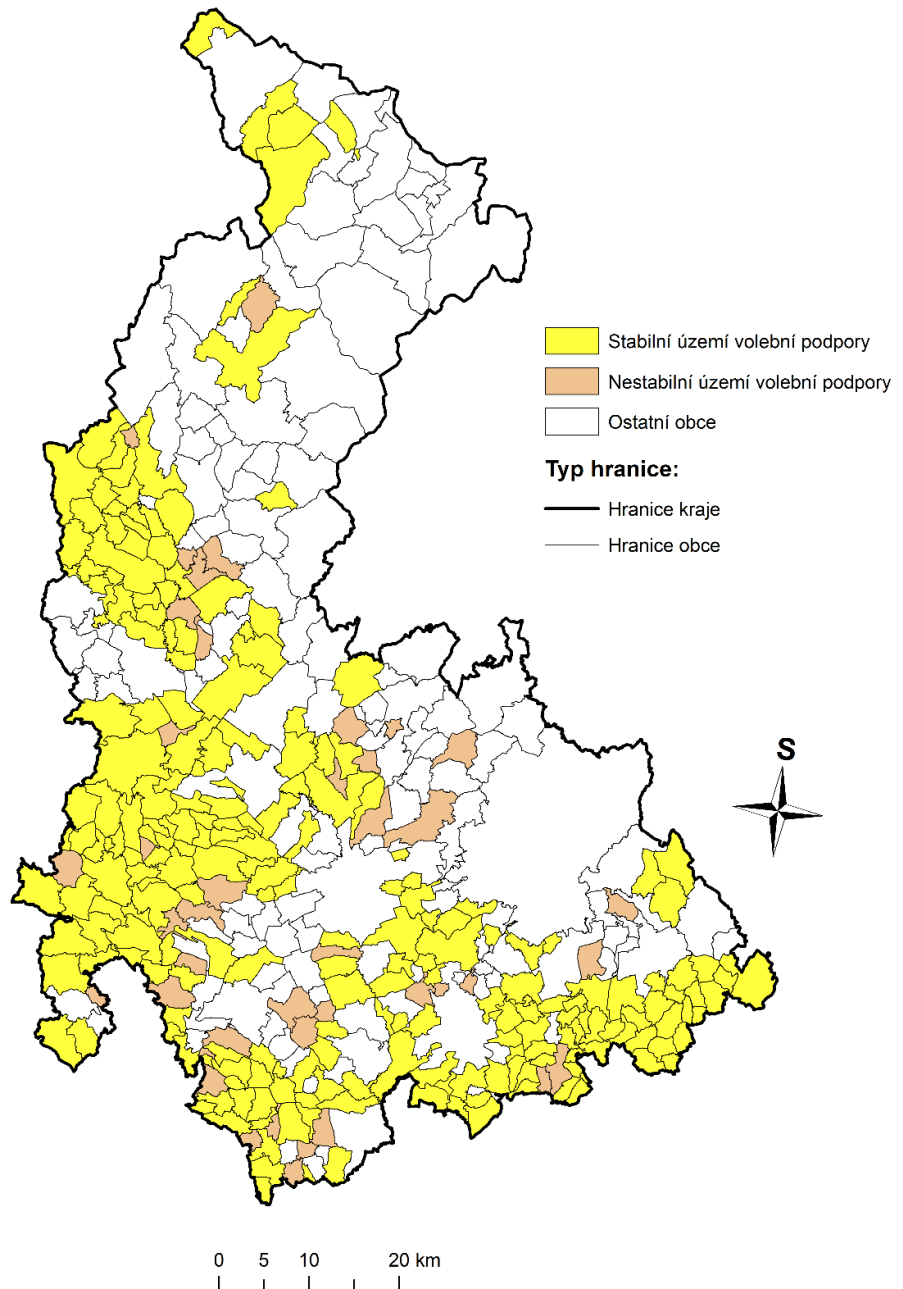 Stabilní území volební podpory
Nestabilní území volební podpory
Ostatní obce
Typ hranice:
Hranice kraje
Hranice obce
S
0 5 10 20 km